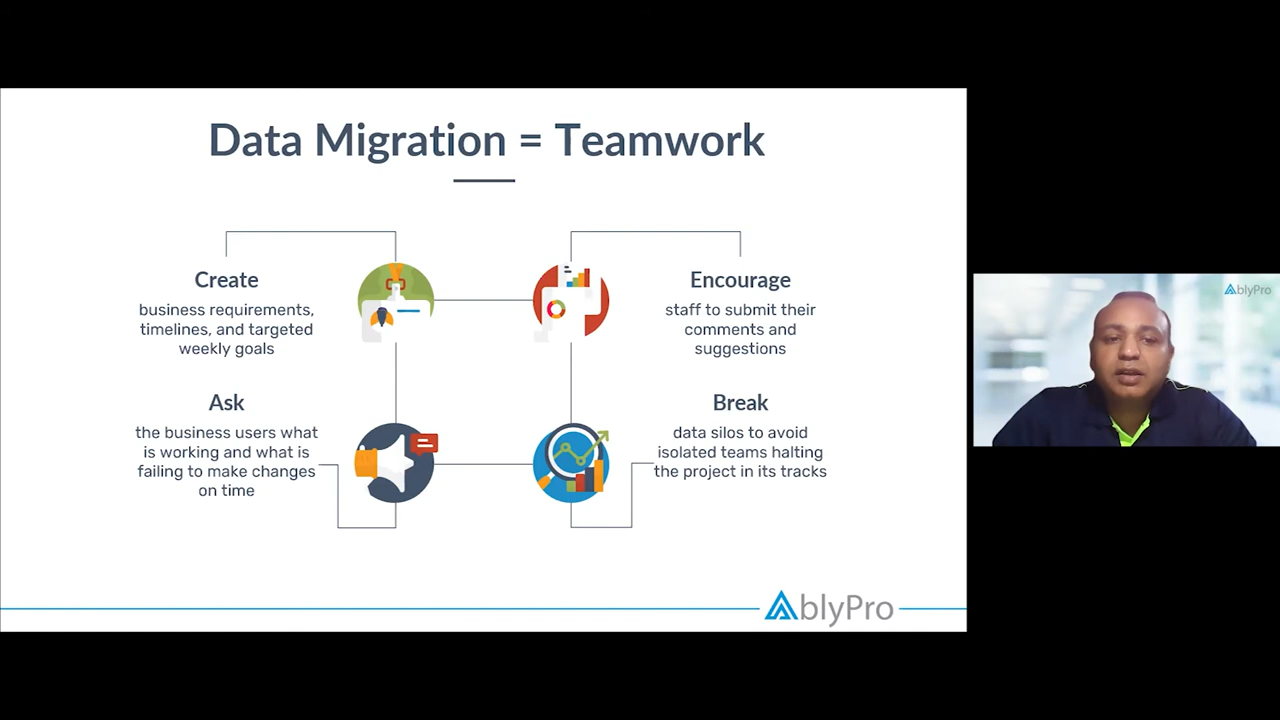 Data Migration = Teamwork
Create
business requirements,
timelines, and targeted
weekly goals
Encourage
staff to submit their
comments and
suggestions
Ask
the business users what
is working and what is
failing to make changes
on time
Break
data silos to avoid
isolated teams halting
the project in its tracks
AblyPro
AblyPro